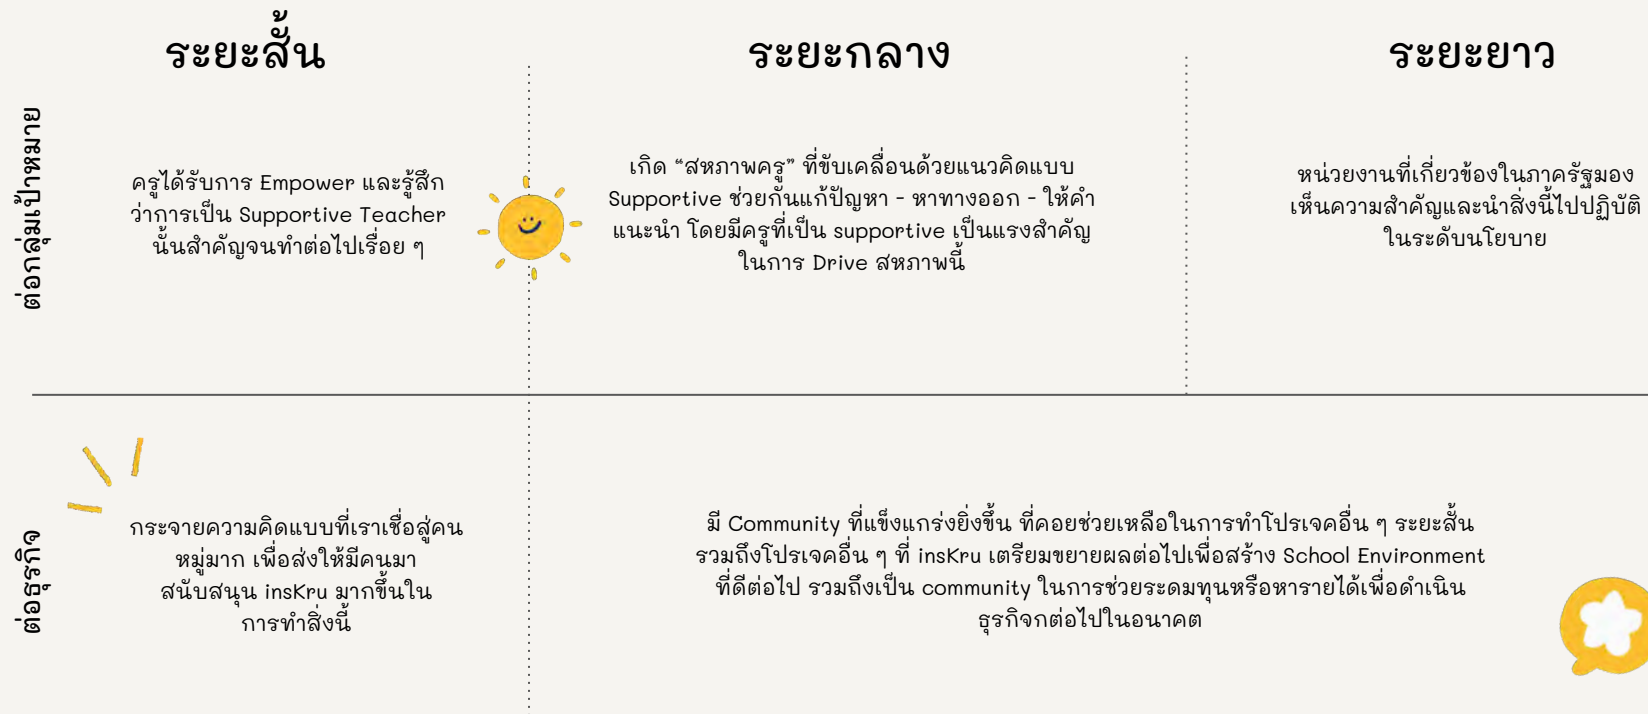 ระยะสั้น
ระยะกลาง
ระยะยาว
ต่อกลุ่มเป้าหมาย
ครูได้รับการ Empower และรู้สึก
ว่าการเป็น Supportive Teacher
นั้นสำคัญจนทำต่อไปเรื่อย ๆ
เกิด “สหภาพครู” ที่ขับเคลื่อนด้วยแนวคิดแบบ
Supportive ช่วยกันแก้ปัญหา - หาทางออก - ให้คำ
แนะนำ โดยมีครูที่เป็น supportive เป็นแรงสำคัญ
ในการ Drive สหภาพนี้
หน่วยงานที่เกี่ยวข้องในภาครัฐมอง
เห็นความสำคัญและนำสิ่งนี้ไปปฏิบัติ
ในระดับนโยบาย
ต่อธุรกิจ
กระจายความคิดแบบที่เราเชื่อสู่คน
หมู่มาก เพื่อส่งให้มีคนมา
สนับสนุน insKru มากขึ้นใน
การทำสิ่งนี้
มี Community ที่แข็งแกร่งยิ่งขึ้น ที่คอยช่วยเหลือในการทำโปรเจคอื่น ๆ ระยะสั้น
รวมถึงโปรเจคอื่น ๆ ที่ insKru เตรียมขยายผลต่อไปเพื่อสร้าง School Environment
ที่ดีต่อไป รวมถึงเป็น community ในการช่วยระดมทุนหรือหารายได้เพื่อดำเนิน
ธุรกิจกต่อไปในอนาคต